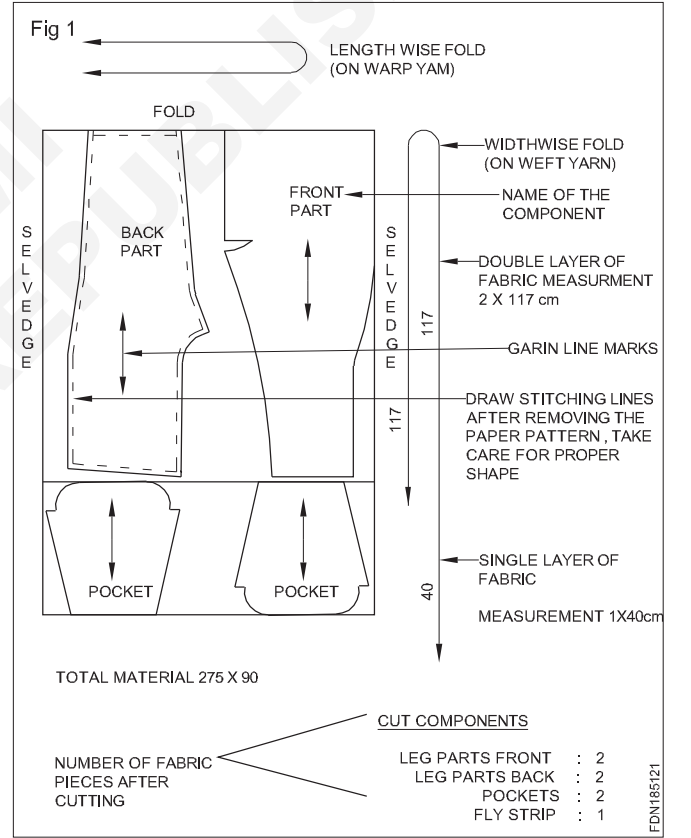 Fig 1
LENGTH WISE FOLD
(ON WARP YAM)
FOLD
WIDTHWISE FOLD
(ON WEFT YARN)
FRONT
PART
NAME OF THE
COMPONENT
BACK
PART
SELVEDGE
SELVEDGE
DOUBLE LAYER OF
FABRIC MEASURMENT
2 X 117 cm
117
GARIN LINE MARKS
DRAW STITCHING LINES
AFTER REMOVING THE
PAPER PATTERN , TAKE
CARE FOR PROPER
SHAPE
117
SINGLE LAYER OF
FABRIC
40
MEASUREMENT 1X40cm
POCKET
POCKET
TOTAL MATERIAL 275 X 90
CUT COMPONENTS
NUMBER OF FABRIC
PIECES AFTER
CUTTING
LEG PARTS FRONT : 2
LEG PARTS BACK : 2
POCKETS : 2
FLY STRIP : 1
FDN185121